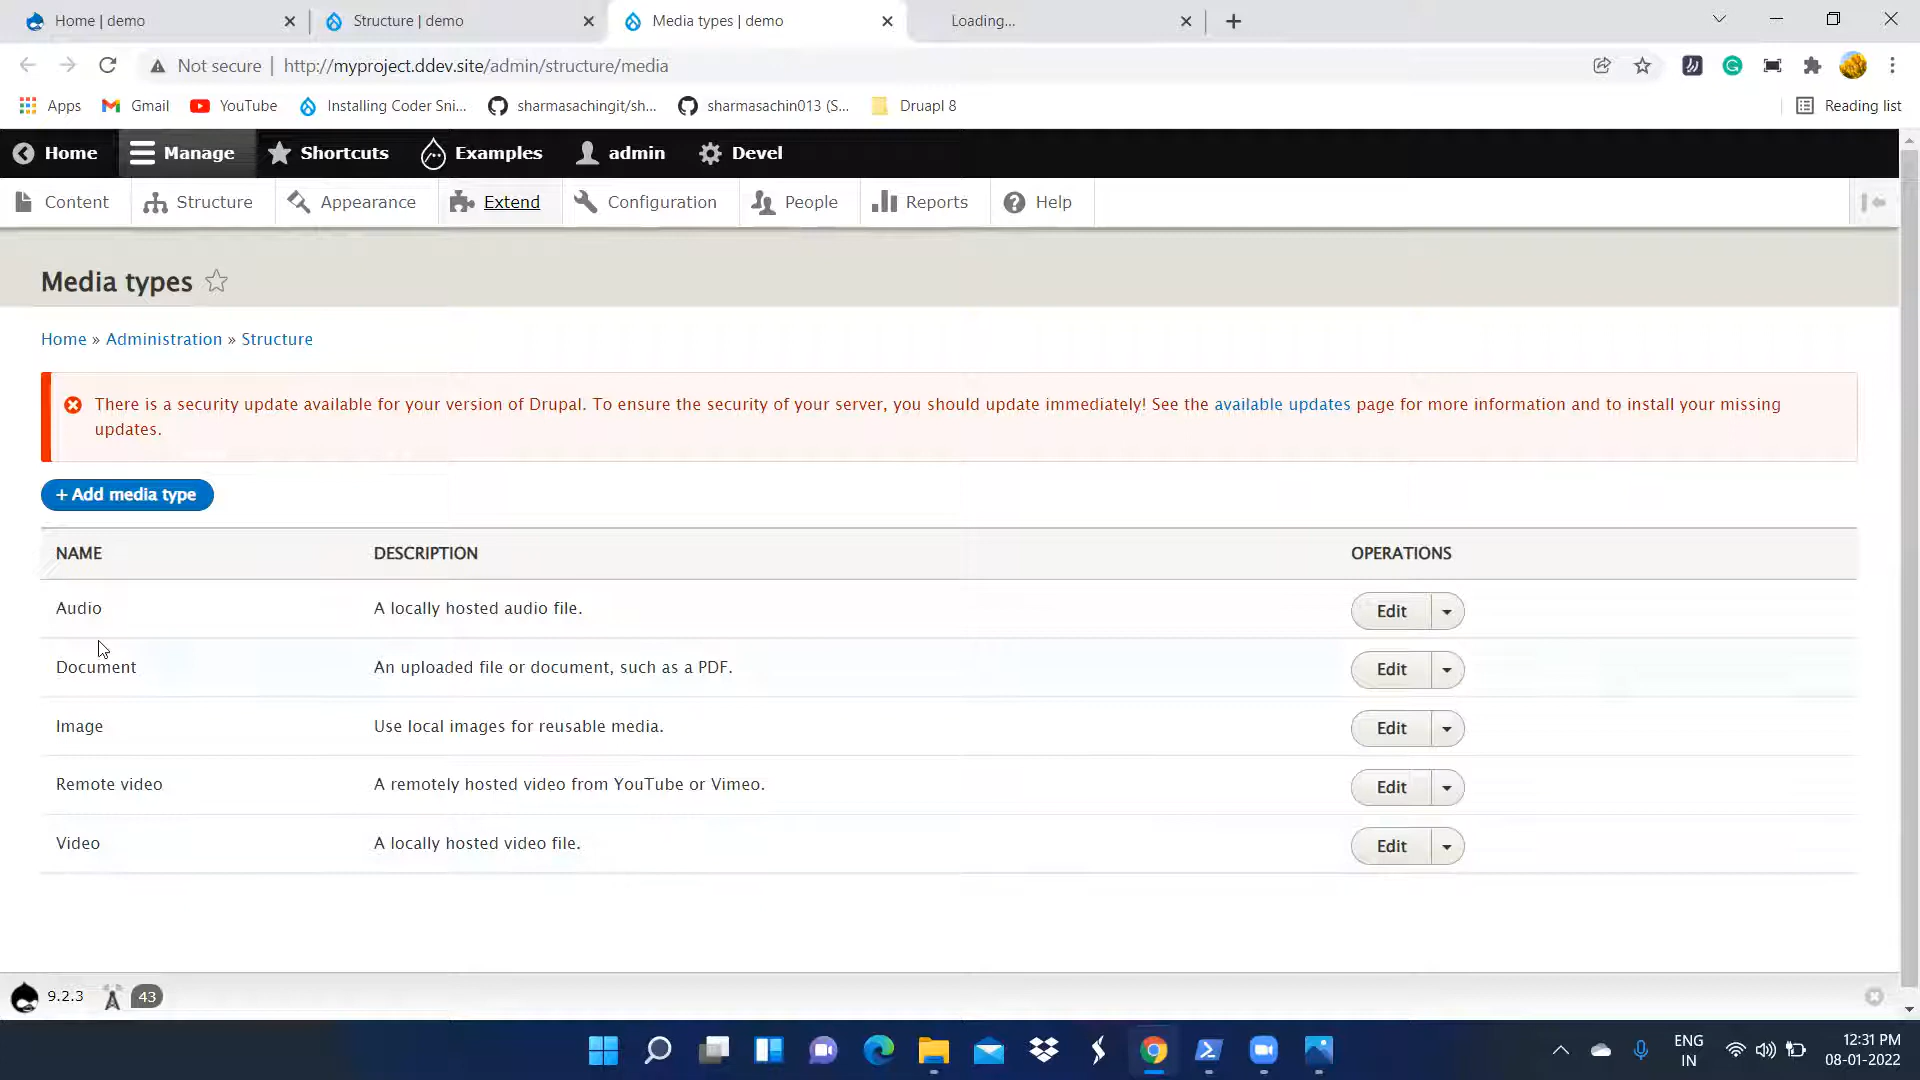 Home | demo
Structure | demo
Media types | demo
Loading...
Not secure | http://myproject.ddev.site/admin/structure/media
Apps
Gmail
YouTube
Installing Coder Sni...
sharmasachingit/sh...
sharmasachin013 (S...
Druapl 8
Reading list
Home
Manage
Shortcuts
Examples
admin
Devel
Content
Structure
Appearance
Extend
Configuration
People
Reports
Help
Media types
Home » Administration » Structure
There is a security update available for your version of Drupal. To ensure the security of your server, you should update immediately! See the available updates page for more information and to install your missing
updates.
+ Add media type
NAME DESCRIPTION OPERATIONS
Audio A locally hosted audio file. Edit
Document An uploaded file or document, such as a PDF. Edit
Image Use local images for reusable media. Edit
Remote video A remotely hosted video from YouTube or Vimeo. Edit
Video A locally hosted video file. Edit
9.2.3 43
ENG
IN
12:31 PM
08-01-2022